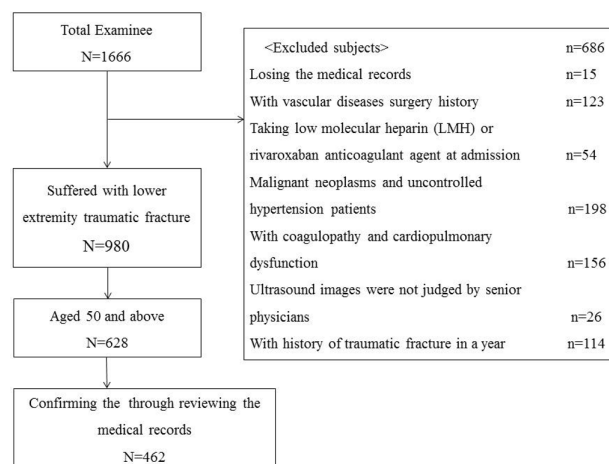 Total Examinee
N=1666
Suffered with lower
extremity traumatic fracture
N=980
Aged 50 and above
N=628
Confirming the through reviewing the
medical records
N=462
<Excluded subjects> n=686
Losing the medical records n=15
With vascular diseases surgery history n=123
Taking low molecular heparin (LMH) or
rivaroxaban anticoagulant agent at admission n=54
Malignant neoplasms and uncontrolled
hypertension patients n=198
With coagulopathy and cardiopulmonary
dysfunction n=156
Ultrasound images were not judged by senior
physicians n=26
With history of traumatic fracture in a year n=114